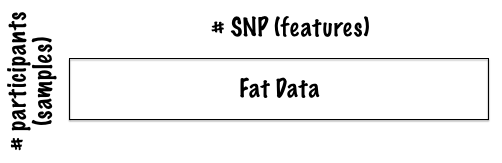 # SNP (features)
# participants
(samples)
Fat Data